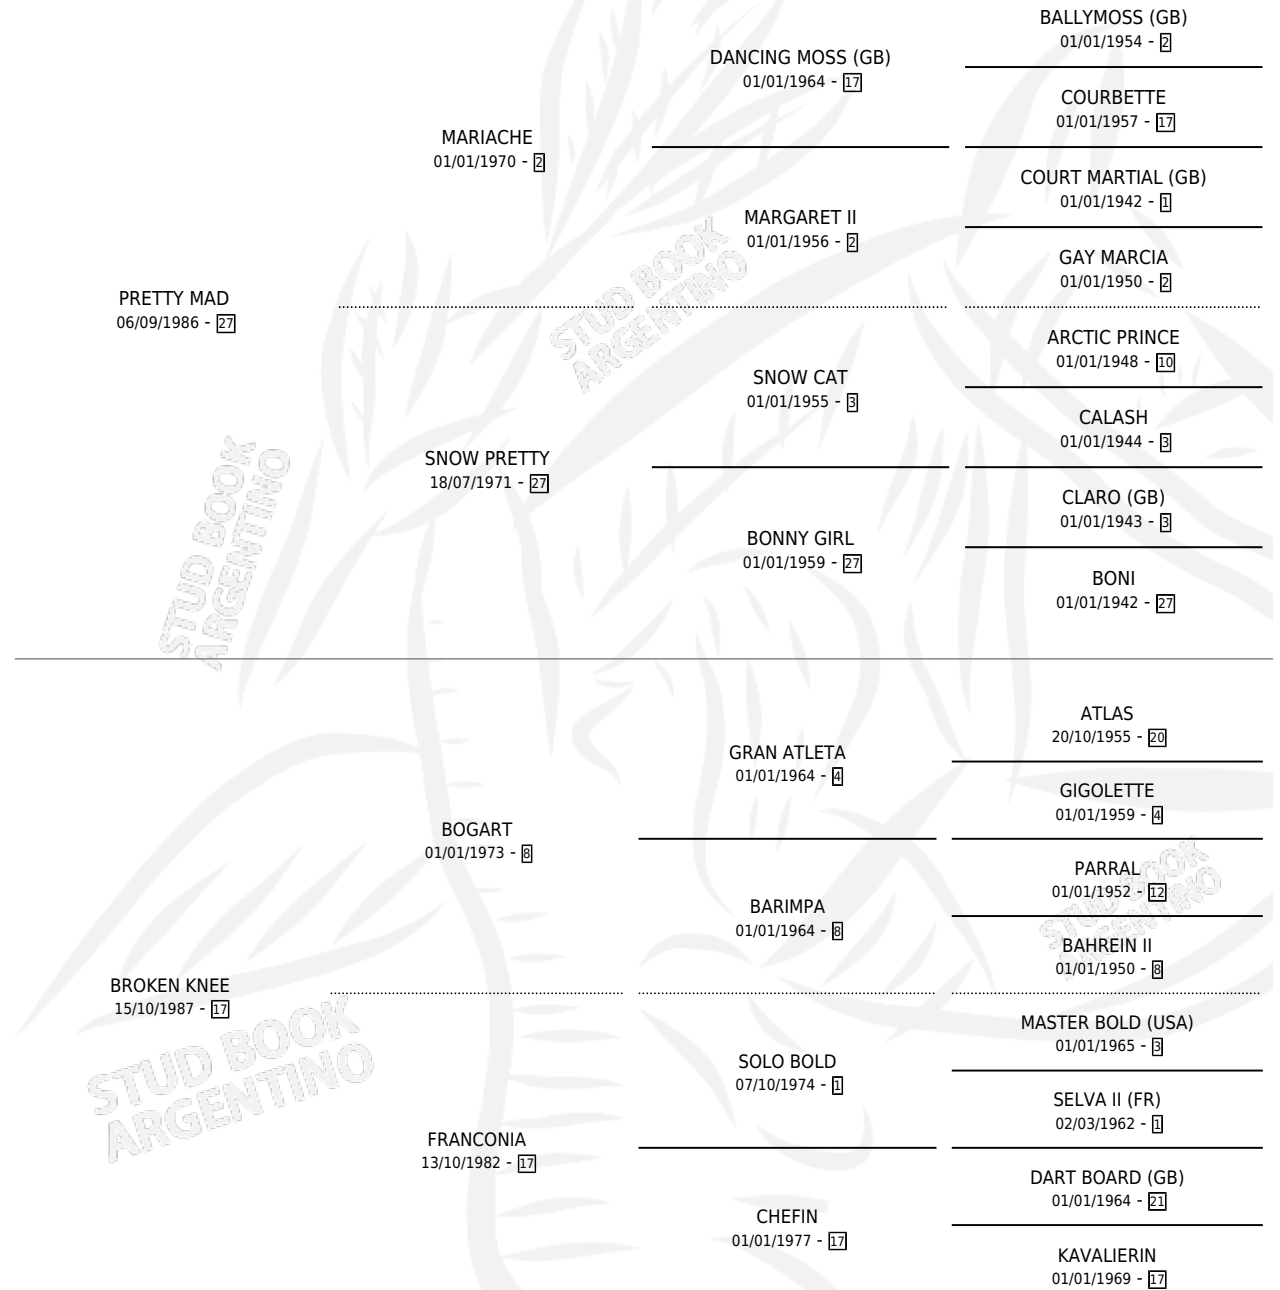 BALLYMOSS (GB)
01/01/1954 - 2
DANCING MOSS (GB)
01/01/1964 - 17
COURBETTE
01/01/1957 - 17
MARIACHE
01/01/1970 - 2
COURT MARTIAL (GB)
01/01/1942 - 1
MARGARET II
01/01/1956 - 2
GAY MARCIA
01/01/1950 - 2
PRETTY MAD
06/09/1986 - 27
ARCTIC PRINCE
01/01/1948 - 10
SNOW CAT
01/01/1955 - 3
CALASH
01/01/1944 - 3
SNOW PRETTY
18/07/1971 - 27
CLARO (GB)
01/01/1943 - 3
BONNY GIRL
01/01/1959 - 27
BONI
01/01/1942 - 27
ATLAS
20/10/1955 - 20
GRAN ATLETA
01/01/1964 - 4
GIGOLETTE
01/01/1959 - 4
BOGART
01/01/1973 - 8
PARRAL
01/01/1952 - 12
BARIMPA
01/01/1964 - 8
BAHREIN II
01/01/1950 - 8
BROKEN KNEE
15/10/1987 - 17
MASTER BOLD (USA)
01/01/1965 - 3
SOLO BOLD
07/10/1974 - 1
SELVA II (FR)
02/03/1962 - 1
FRANCONIA
13/10/1982 - 17
DART BOARD (GB)
01/01/1964 - 21
CHEFIN
01/01/1977 - 17
KAVALIERIN
01/01/1969 - 17
STUD BOOK
ARGENTINO
STUD BOOK
ARGENTINO
STUD BOOK
ARGENTINO
STUD BOOK
ARGENTINO